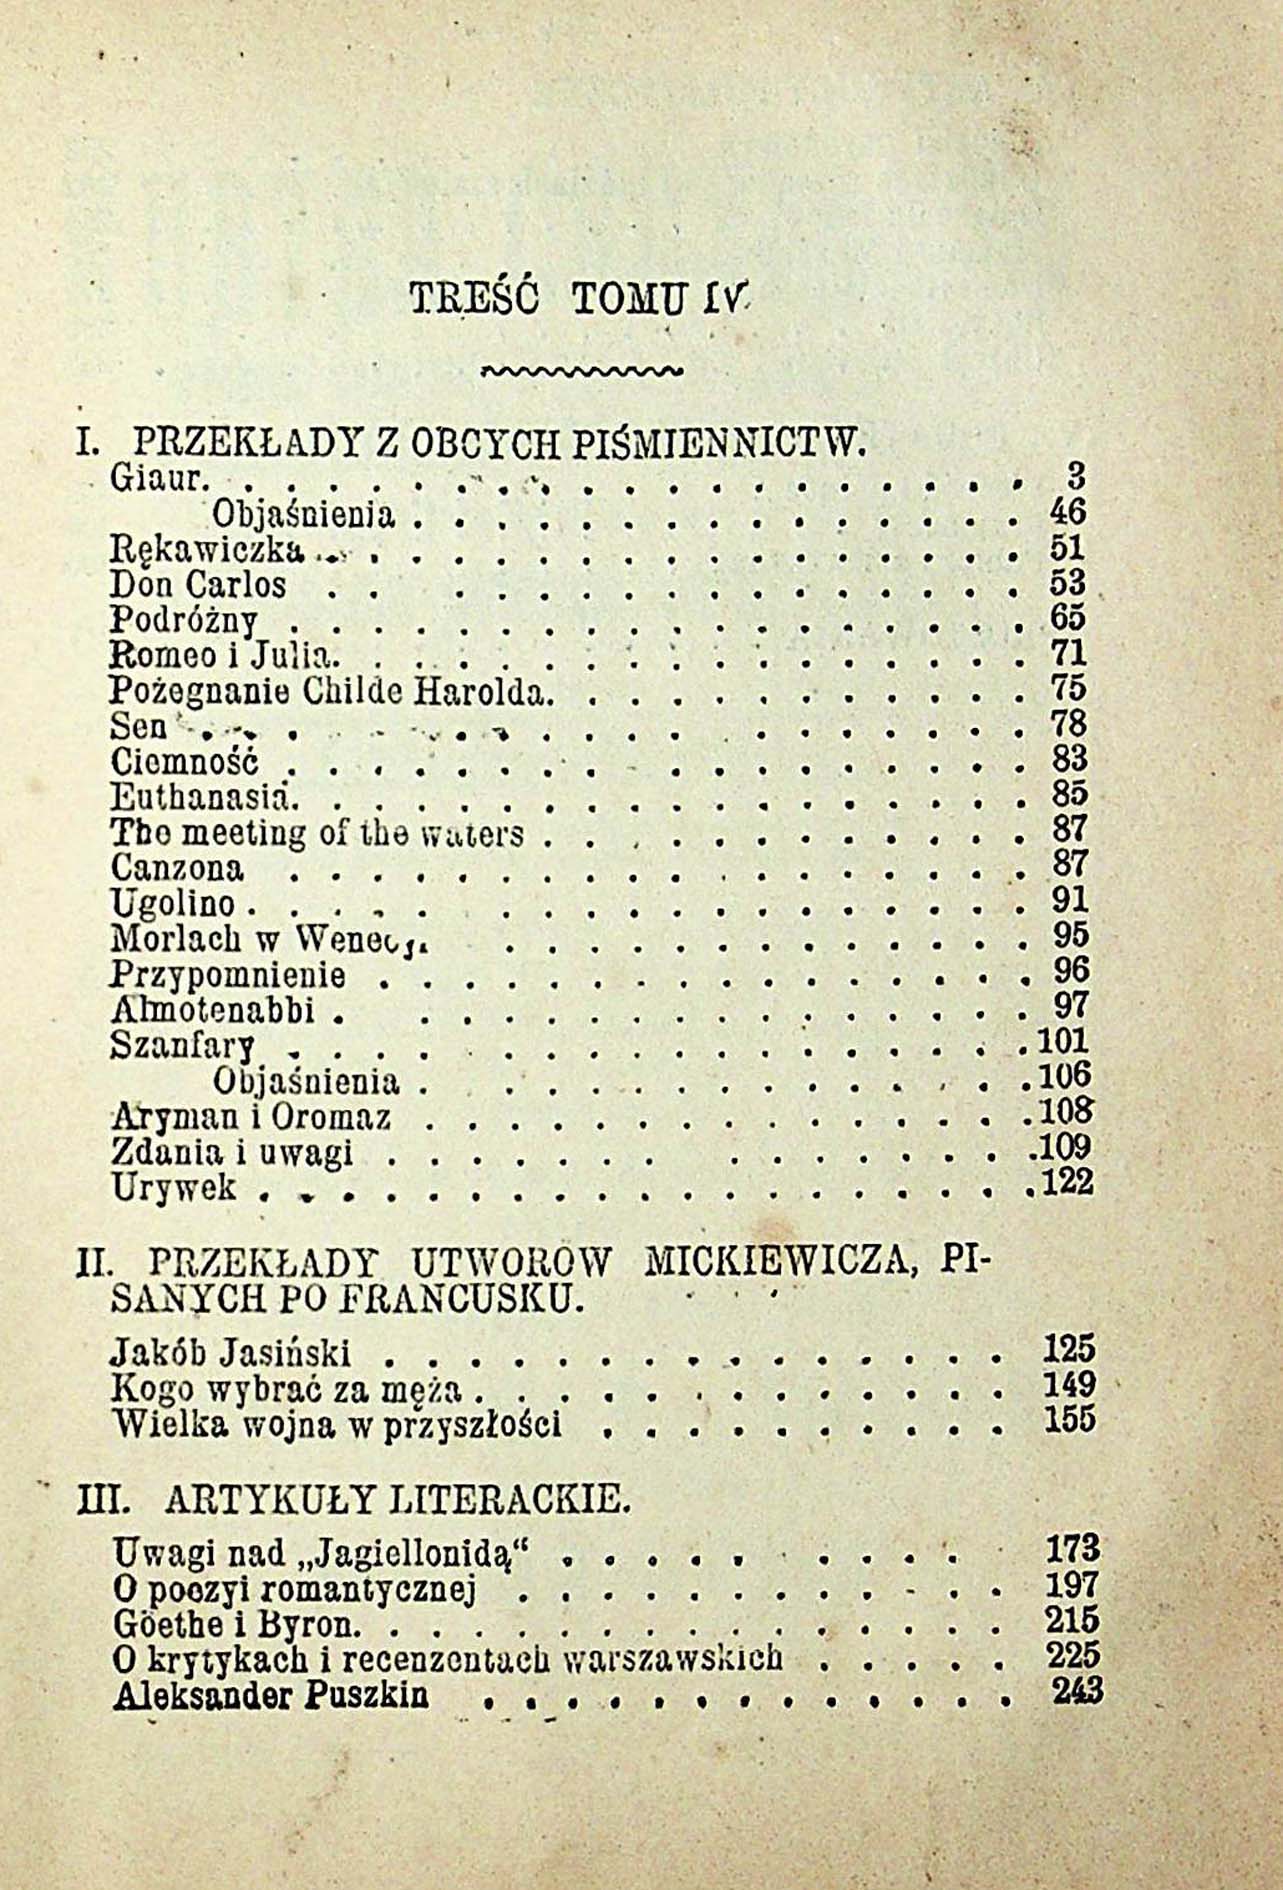 TREŚĆ TOMU IV
I. PRZEKŁADY Z OBCYCH PIŚMIENNICTW.
Giaur. . . . . . . . . . . . . . . . . . . . 3
Objaśnienia . . . . . . . . . . . . . . . 46
Rękawiczka . . . . . . . . . . . . . . . . . 51
Don Carlos . . . . . . . . . . . . . . . . 53
Podróżny . . . . . . . . . . . . . . . . . . 65
Romeo i Julia. . . . . . . . . . . . . . . . . 71
Pożegnanie Childe Harolda. . . . . . . . . . . . 75
Sen . . . . . . . . . . . . . . . . . . 78
Ciemność . . . . . . . . . . . . . . . . . 83
Euthanasia. . . . . . . . . . . . . . . . . . 85
The meeting of the waters . . . . . . . . . . . . 87
Canzona . . . . . . . . . . . . . . . . . . 87
Ugolino . . . . . . . . . . . . . . . . . . 91
Morlach w Wenecji . . . . . . . . . . . . . 95
Przypomnienie . . . . . . . . . . . . . . . . 96
Almotenabbi . . . . . . . . . . . . . . . . 97
Szanfary . . . . . . . . . . . . . . . . . 101
Objaśnienia . . . . . . . . . . . . . . 106
Aryman i Oromaz . . . . . . . . . . . . . . . 108
Zdania i uwagi . . . . . . . . . . . . . . . 109
Urywek . . . . . . . . . . . . . . . . . . . 122
II. PRZEKŁADY UTWORÓW MICKIEWICZA, PI-
SANYCH PO FRANCUSKU.
Jakób Jasiński . . . . . . . . . . . . . . . 125
Kogo wybrać za męża . . . . . . . . . . . . . 149
Wielka wojna w przyszłości . . . . . . . . . . 155
III. ARTYKUŁY LITERACKIE.
Uwagi nad „Jagiellonidą“ . . . . . . . . . 173
O poezyi romantycznej . . . . . . . . . . . . 197
Göethe i Byron. . . . . . . . . . . . . . . . 215
O krytykach i recenzentach warszawskich . . . . . 225
Aleksander Puszkin . . . . . . . . . . . . . 243